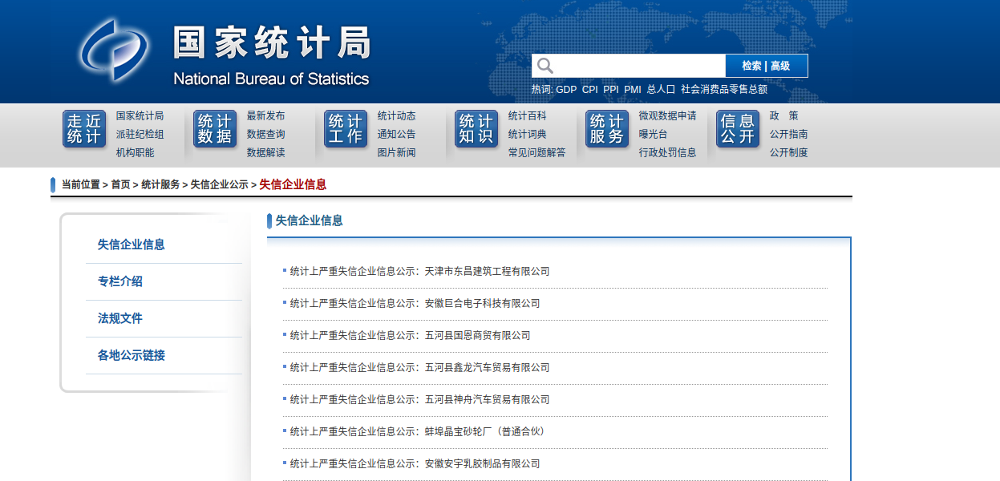 国家统计局
National Bureau of Statistics
检索 | 高级
热词: GDP CPI PPI PMI 总人口 社会消费品零售总额
走近统计
国家统计局
派驻纪检组
机构职能
统计数据
最新发布
数据查询
数据解读
统计工作
统计动态
通知公告
图片新闻
统计知识
统计百科
统计词典
常见问题解答
统计服务
微观数据申请
曝光台
行政处罚信息
信息公开
政 策
公开指南
公开制度
当前位置 > 首页 > 统计服务 > 失信企业公示 > 失信企业信息
失信企业信息
专栏介绍
法规文件
各地公示链接
失信企业信息
统计上严重失信企业信息公示：天津市东昌建筑工程有限公司
统计上严重失信企业信息公示：安徽巨合电子科技有限公司
统计上严重失信企业信息公示：五河县国恩商贸有限公司
统计上严重失信企业信息公示：五河县鑫龙汽车贸易有限公司
统计上严重失信企业信息公示：五河县神舟汽车贸易有限公司
统计上严重失信企业信息公示：蚌埠晶宝砂轮厂（普通合伙）
统计上严重失信企业信息公示：安徽安宇乳胶制品有限公司